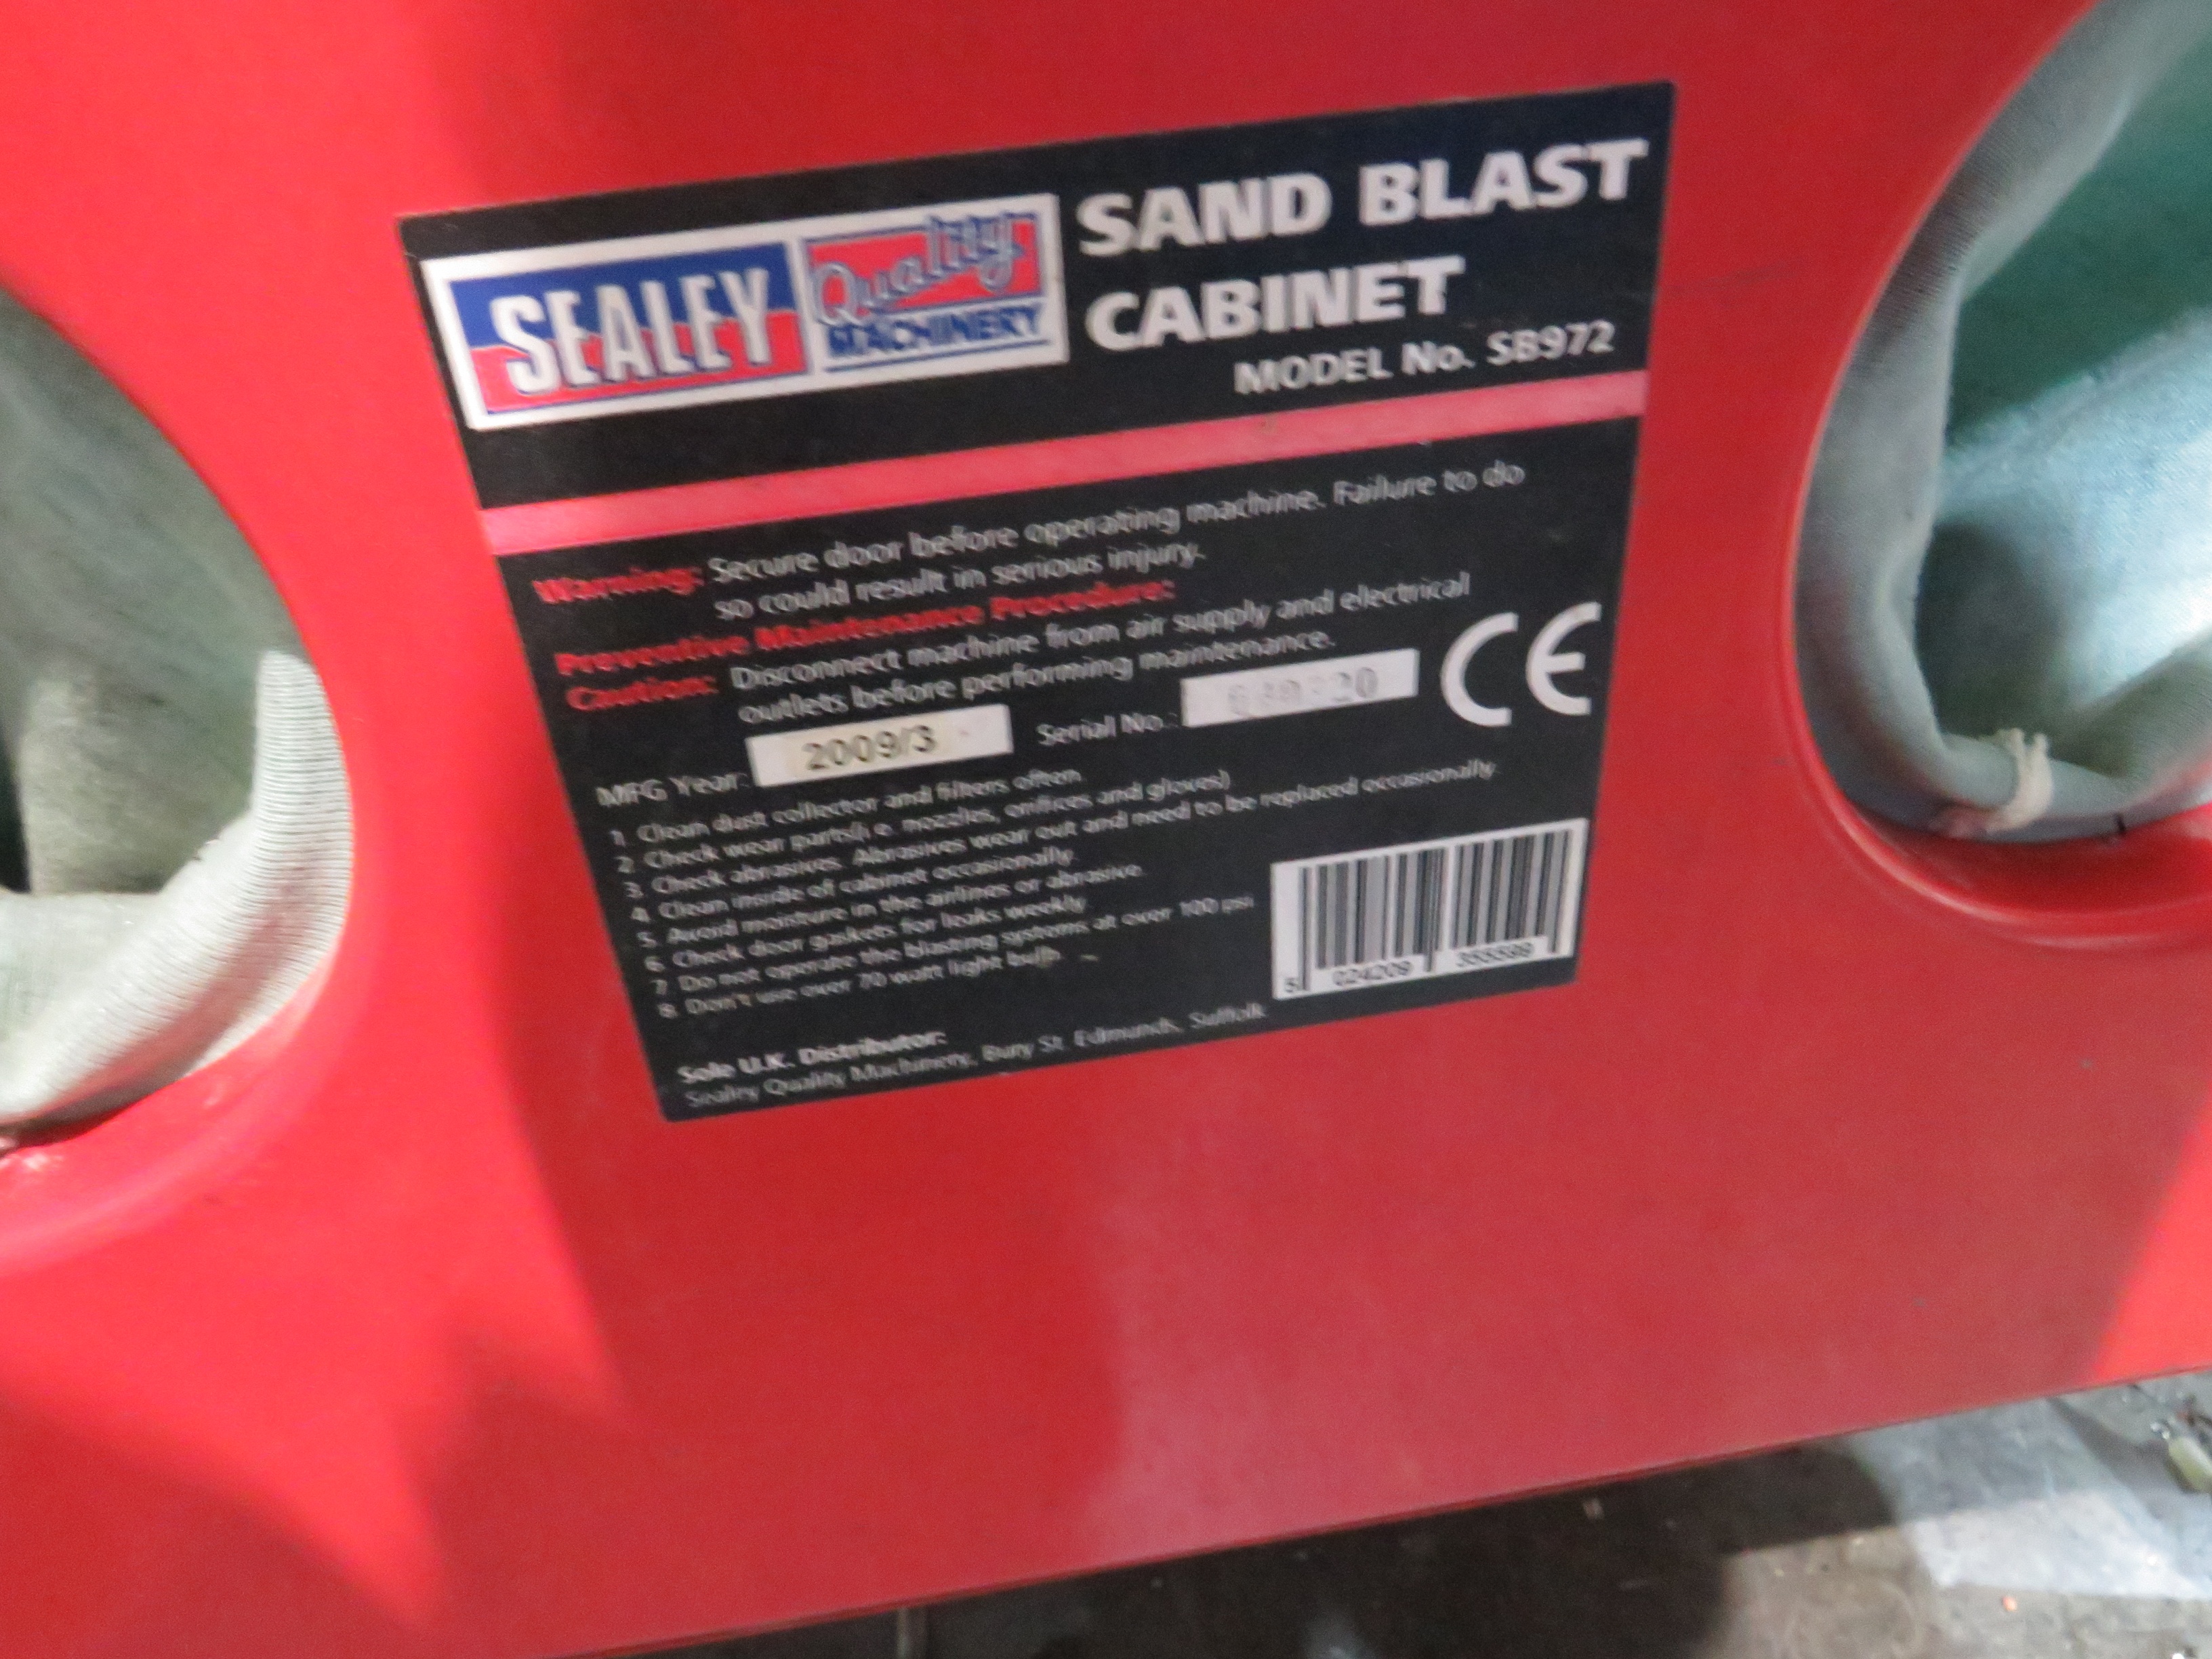 SEALEY
Quality
MACHINERY
SAND BLAST
CABINET
MODEL No. SB972
Warning: Secure door before operating machine. Failure to do
so could result in serious injury.
Preventive Maintenance Procedure:
Caution: Disconnect machine from air supply and electrical
outlets before performing maintenance.
MFG Year: 2009/3 Serial No.:
CE
1. Clean dust collector and filters often.
2. Check wear parts(i.e. nozzles, orifices and gloves)
3. Check abrasives. Abrasives wear out and need to be replaced occasionally.
4. Clean inside of cabinet occasionally.
5. Avoid moisture in the airlines or abrasive.
6. Check door gaskets for leaks weekly
7. Do not operate the blasting systems at over 100 psi
8. Don't use over 70 watt light bulb.
5 024209 355599
Sole U.K. Distributor:
Sealey Quality Machinery, Bury St. Edmunds, Suffolk